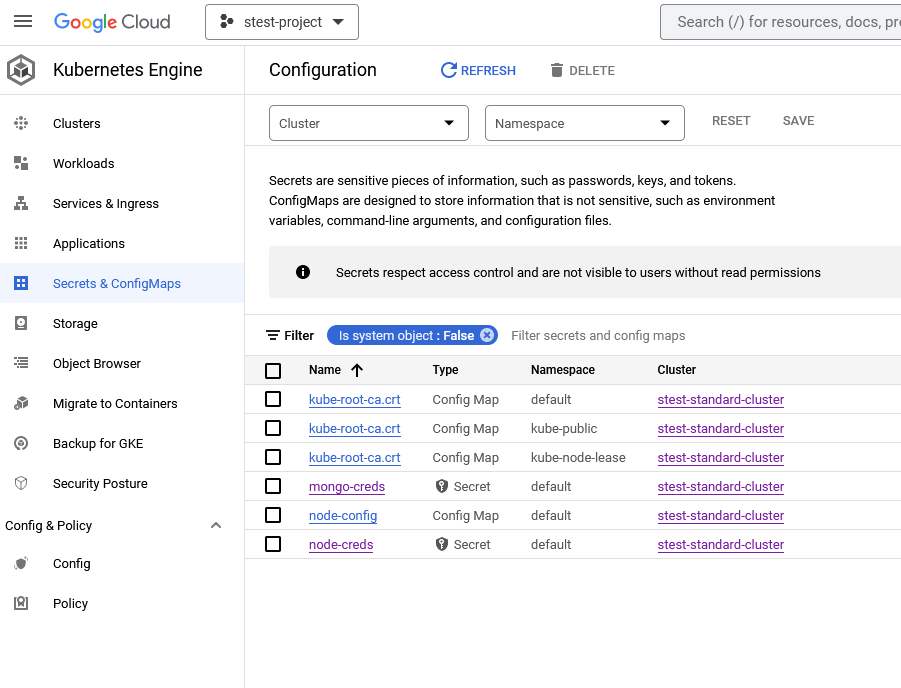 Google Cloud
stest-project
Search (/) for resources, docs, pro
Kubernetes Engine
Configuration
REFRESH
DELETE
Clusters
Workloads
Services & Ingress
Applications
Secrets & ConfigMaps
Storage
Object Browser
Migrate to Containers
Backup for GKE
Security Posture
Config & Policy
Config
Policy
Cluster
Namespace
RESET
SAVE
Secrets are sensitive pieces of information, such as passwords, keys, and tokens.
ConfigMaps are designed to store information that is not sensitive, such as environment
variables, command-line arguments, and configuration files.
Secrets respect access control and are not visible to users without read permissions
Filter Is system object : False Filter secrets and config maps
Name Type Namespace Cluster
kube-root-ca.crt Config Map default stest-standard-cluster
kube-root-ca.crt Config Map kube-public stest-standard-cluster
kube-root-ca.crt Config Map kube-node-lease stest-standard-cluster
mongo-creds Secret default stest-standard-cluster
node-config Config Map default stest-standard-cluster
node-creds Secret default stest-standard-cluster